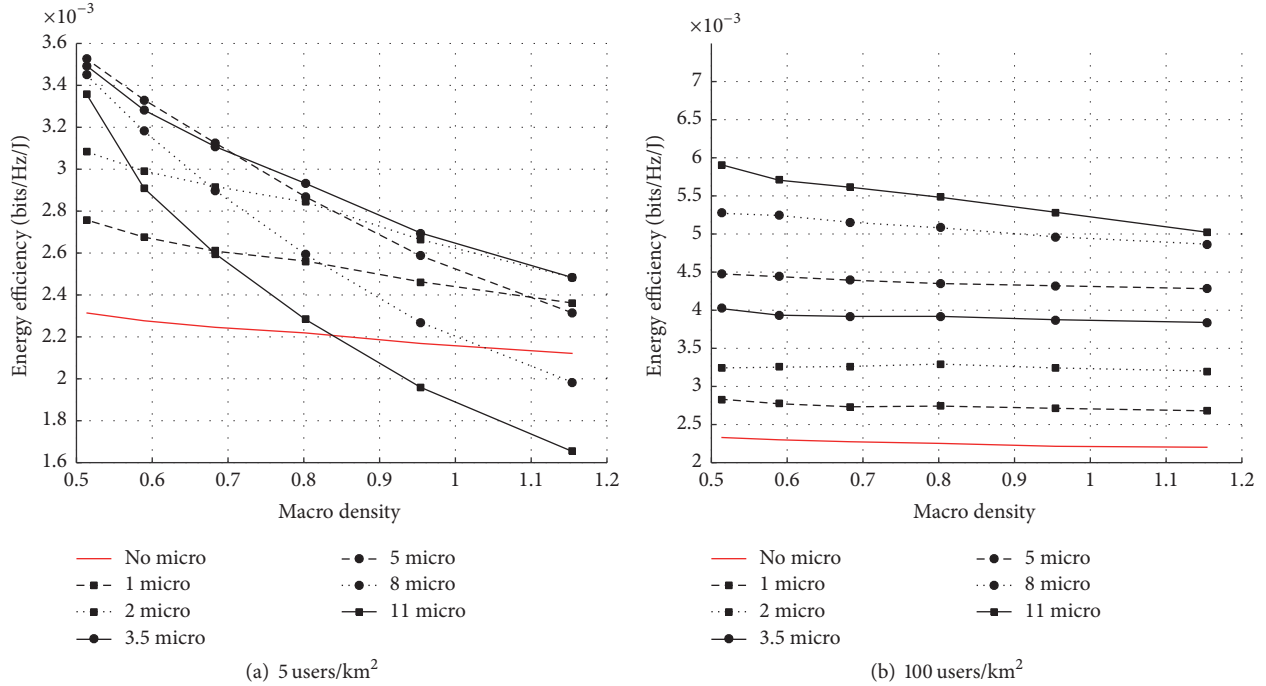 ×10⁻³
3.6
3.4
3.2
3
2.8
2.6
2.4
2.2
2
1.8
1.6
Energy efficiency (bits/Hz/J)
0.5 0.6 0.7 0.8 0.9 1 1.1 1.2
Macro density
No micro
1 micro
2 micro
3.5 micro
5 micro
8 micro
11 micro
(a) 5 users/km²
×10⁻³
7
6.5
6
5.5
5
4.5
4
3.5
3
2.5
2
Energy efficiency (bits/Hz/J)
0.5 0.6 0.7 0.8 0.9 1 1.1 1.2
Macro density
No micro
1 micro
2 micro
3.5 micro
5 micro
8 micro
11 micro
(b) 100 users/km²